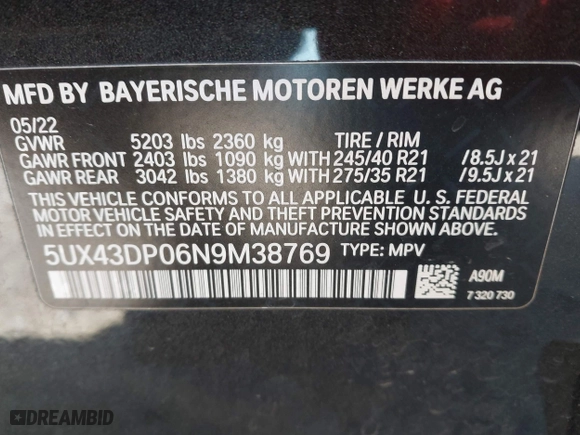 MFD BY BAYERISCHE MOTOREN WERKE AG
05/22
GVWR 5203 lbs 2360 kg TIRE / RIM
GAWR FRONT 2403 lbs 1090 kg WITH 245/40 R21 /8.5J x 21
GAWR REAR 3042 lbs 1380 kg WITH 275/35 R21 /9.5J x 21
THIS VEHICLE CONFORMS TO ALL APPLICABLE U. S. FEDERAL
MOTOR VEHICLE SAFETY, BUMPER, AND THEFT PREVENTION STANDARDS
IN EFFECT ON THE DATE OF MANUFACTURE SHOWN ABOVE.
5UX43DP06N9M38769 TYPE: MPV
A90M
7 320 730
DREAMBID